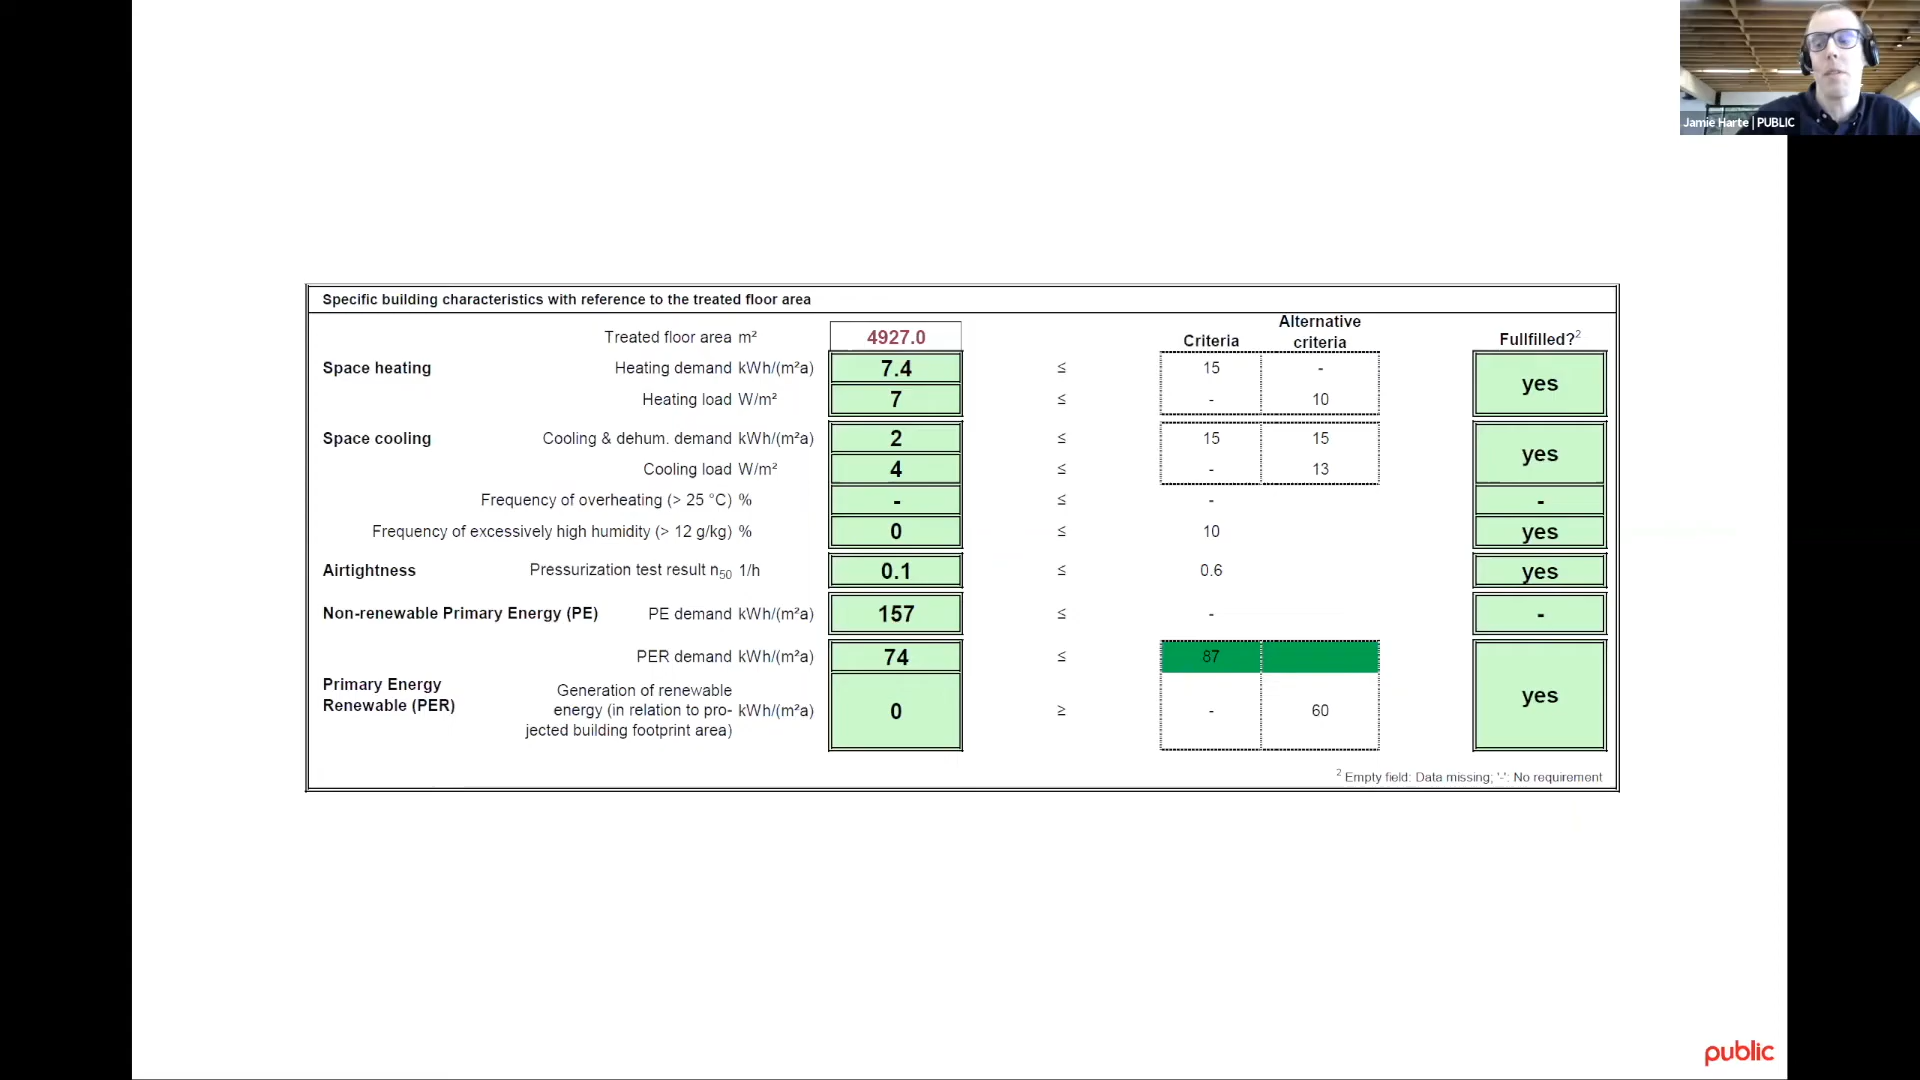 Jamie Harte | PUBLIC
Specific building characteristics with reference to the treated floor area
Treated floor area m² 4927.0 Criteria Alternative criteria Fullfilled?2
Space heating Heating demand kWh/(m²a) 7.4 ≤ 15 - yes
Heating load W/m² 7 ≤ - 10
Space cooling Cooling & dehum. demand kWh/(m²a) 2 ≤ 15 15 yes
Cooling load W/m² 4 ≤ - 13
Frequency of overheating (> 25 °C) % - ≤ - -
Frequency of excessively high humidity (> 12 g/kg) % 0 ≤ 10 yes
Airtightness Pressurization test result n50 1/h 0.1 ≤ 0.6 yes
Non-renewable Primary Energy (PE) PE demand kWh/(m²a) 157 ≤ - -
PER demand kWh/(m²a) 74 ≤ 87 yes
Primary Energy
Renewable (PER)
Generation of renewable
energy (in relation to pro- kWh/(m²a) 0 ≥ - 60
jected building footprint area)
2 Empty field: Data missing; '-': No requirement
public